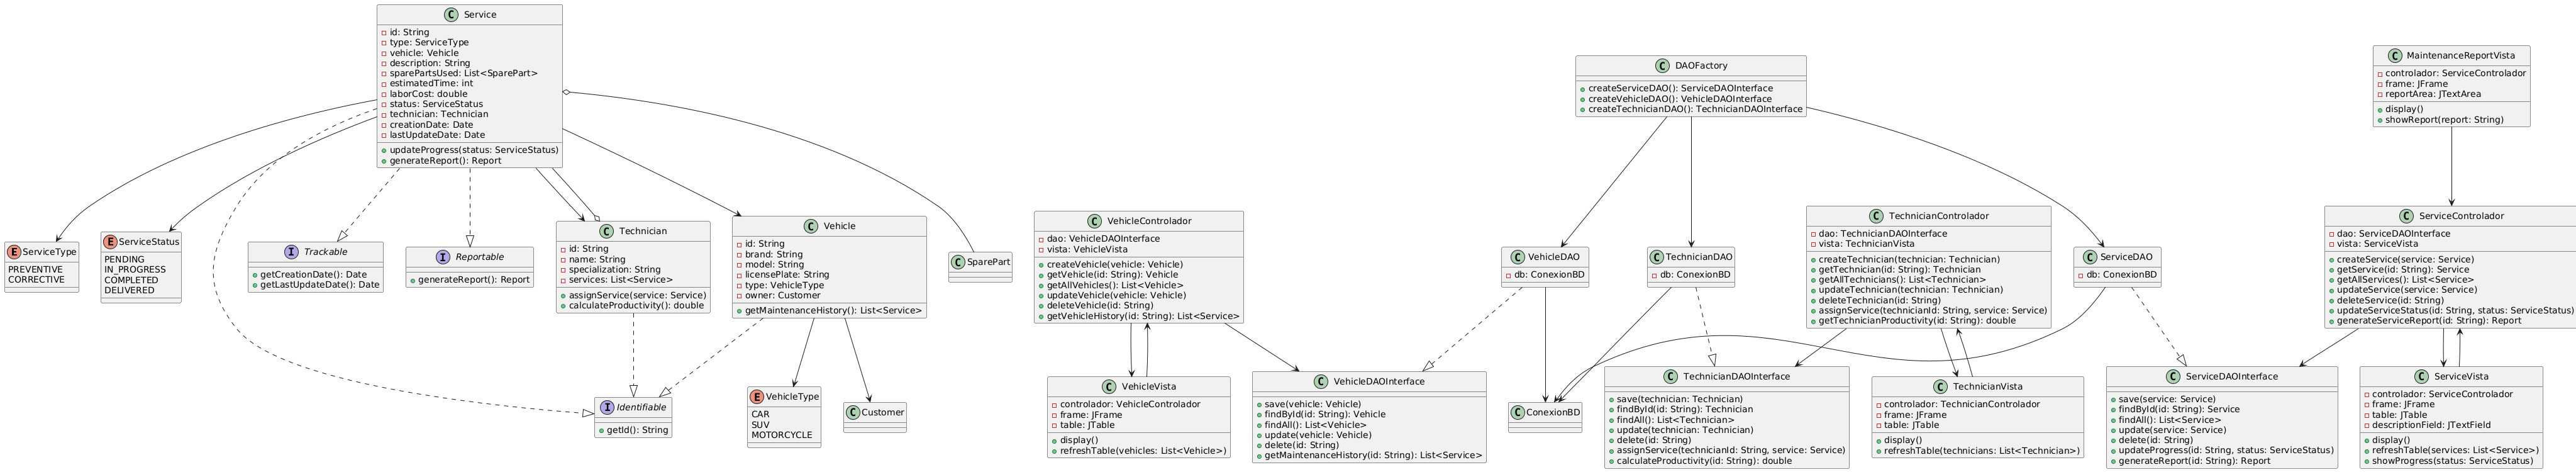 Service
id: String
type: ServiceType
vehicle: Vehicle
description: String
sparePartsUsed: List<SparePart>
estimatedTime: int
laborCost: double
status: ServiceStatus
technician: Technician
creationDate: Date
lastUpdateDate: Date
updateProgress(status: ServiceStatus)
generateReport(): Report
ServiceType
PREVENTIVE
CORRECTIVE
ServiceStatus
PENDING
IN_PROGRESS
COMPLETED
DELIVERED
Trackable
getCreationDate(): Date
getLastUpdateDate(): Date
Reportable
generateReport(): Report
Technician
id: String
name: String
specialization: String
services: List<Service>
assignService(service: Service)
calculateProductivity(): double
Vehicle
id: String
brand: String
model: String
licensePlate: String
type: VehicleType
owner: Customer
getMaintenanceHistory(): List<Service>
SparePart
Identifiable
getId(): String
VehicleType
CAR
SUV
MOTORCYCLE
Customer
VehicleControlador
dao: VehicleDAOInterface
vista: VehicleVista
createVehicle(vehicle: Vehicle)
getVehicle(id: String): Vehicle
getAllVehicles(): List<Vehicle>
updateVehicle(vehicle: Vehicle)
deleteVehicle(id: String)
getVehicleHistory(id: String): List<Service>
VehicleVista
controlador: VehicleControlador
frame: JFrame
table: JTable
display()
refreshTable(vehicles: List<Vehicle>)
VehicleDAOInterface
save(vehicle: Vehicle)
findById(id: String): Vehicle
findAll(): List<Vehicle>
update(vehicle: Vehicle)
delete(id: String)
getMaintenanceHistory(id: String): List<Service>
DAOFactory
createServiceDAO(): ServiceDAOInterface
createVehicleDAO(): VehicleDAOInterface
createTechnicianDAO(): TechnicianDAOInterface
VehicleDAO
db: ConexionBD
TechnicianDAO
db: ConexionBD
ConexionBD
TechnicianControlador
dao: TechnicianDAOInterface
vista: TechnicianVista
createTechnician(technician: Technician)
getTechnician(id: String): Technician
getAllTechnicians(): List<Technician>
updateTechnician(technician: Technician)
deleteTechnician(id: String)
assignService(technicianId: String, service: Service)
getTechnicianProductivity(id: String): double
ServiceDAO
db: ConexionBD
TechnicianDAOInterface
save(technician: Technician)
findById(id: String): Technician
findAll(): List<Technician>
update(technician: Technician)
delete(id: String)
assignService(technicianId: String, service: Service)
calculateProductivity(id: String): double
TechnicianVista
controlador: TechnicianControlador
frame: JFrame
table: JTable
display()
refreshTable(technicians: List<Technician>)
ServiceDAOInterface
save(service: Service)
findById(id: String): Service
findAll(): List<Service>
update(service: Service)
delete(id: String)
updateProgress(id: String, status: ServiceStatus)
generateReport(id: String): Report
MaintenanceReportVista
controlador: ServiceControlador
frame: JFrame
reportArea: JTextArea
display()
showReport(report: String)
ServiceControlador
dao: ServiceDAOInterface
vista: ServiceVista
createService(service: Service)
getService(id: String): Service
getAllServices(): List<Service>
updateService(service: Service)
deleteService(id: String)
updateServiceStatus(id: String, status: ServiceStatus)
generateServiceReport(id: String): Report
ServiceVista
controlador: ServiceControlador
frame: JFrame
table: JTable
descriptionField: JTextField
display()
refreshTable(services: List<Service>)
showProgress(status: ServiceStatus)